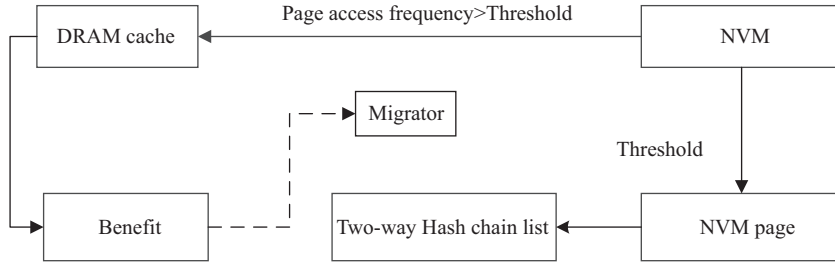 Page access frequency>Threshold
DRAM cache
NVM
Migrator
Threshold
Benefit
Two-way Hash chain list
NVM page